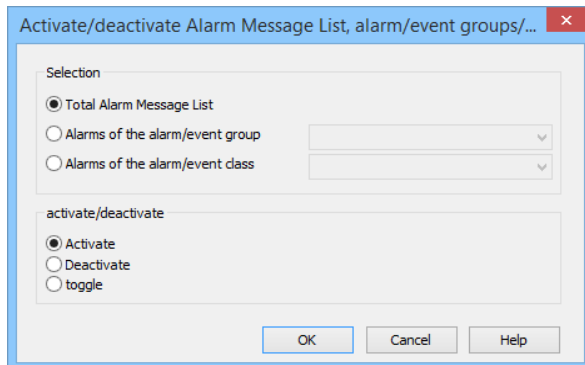 Activate/deactivate Alarm Message List, alarm/event groups/...
Selection
Total Alarm Message List
Alarms of the alarm/event group
Alarms of the alarm/event class
activate/deactivate
Activate
Deactivate
toggle
OK Cancel Help